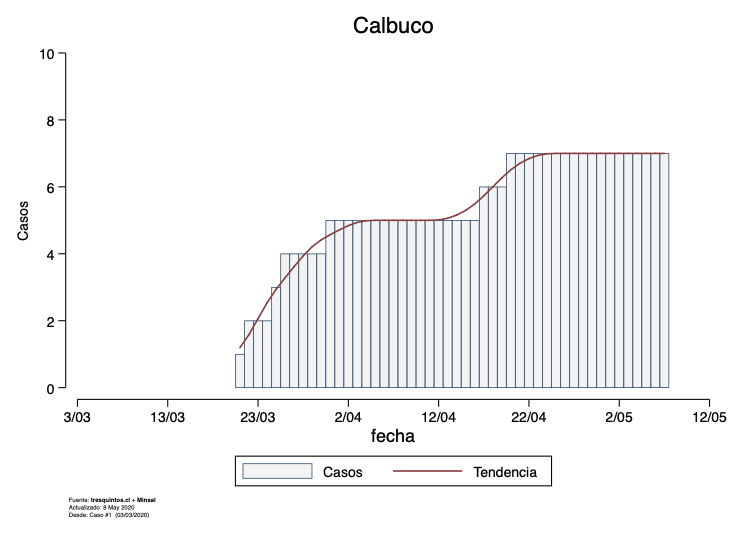 Calbuco
10
8
6
4
2
0
Casos
3/03 13/03 23/03 2/04 12/04 22/04 2/05 12/05
fecha
Casos Tendencia
Fuente: tresquintos.cl + Minsal
Actualizado: 8 May 2020
Desde: Caso #1 (03/03/2020)